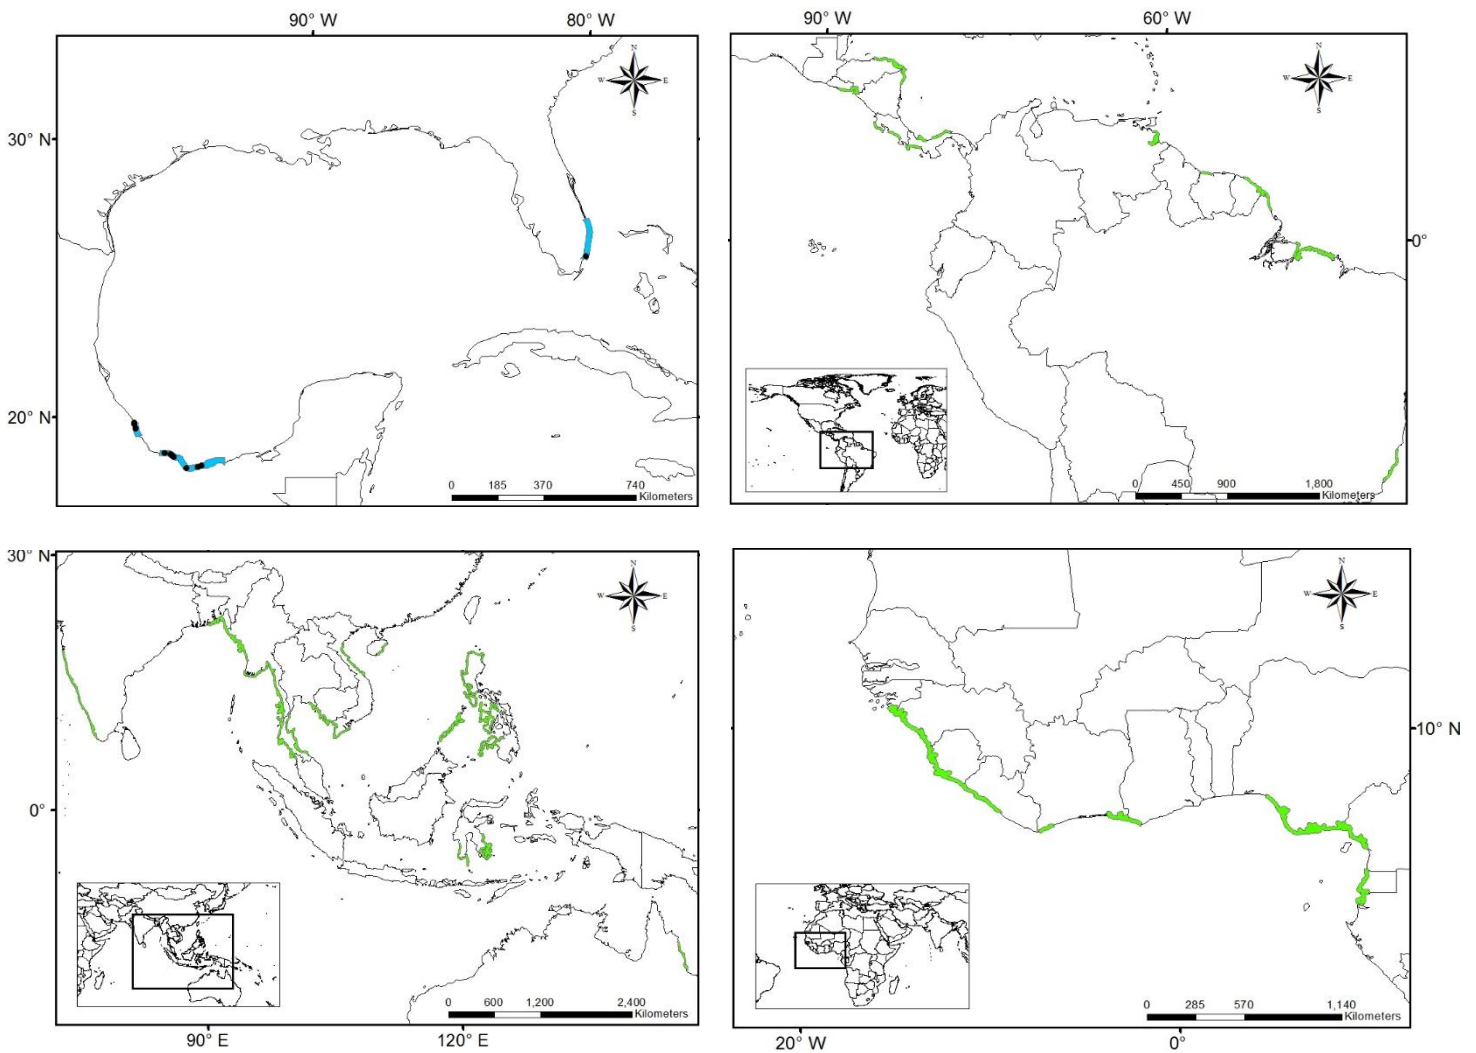 90° W 80° W
30° N
20° N
N
W E
S
0 185 370 740
Kilometers
90° W 60° W
0°
N
W E
S
0 450 900 1,800
Kilometers
30° N
0°
N
W E
S
0 600 1,200 2,400
Kilometers
90° E 120° E
10° N
N
W E
S
0 285 570 1,140
Kilometers
20° W 0°